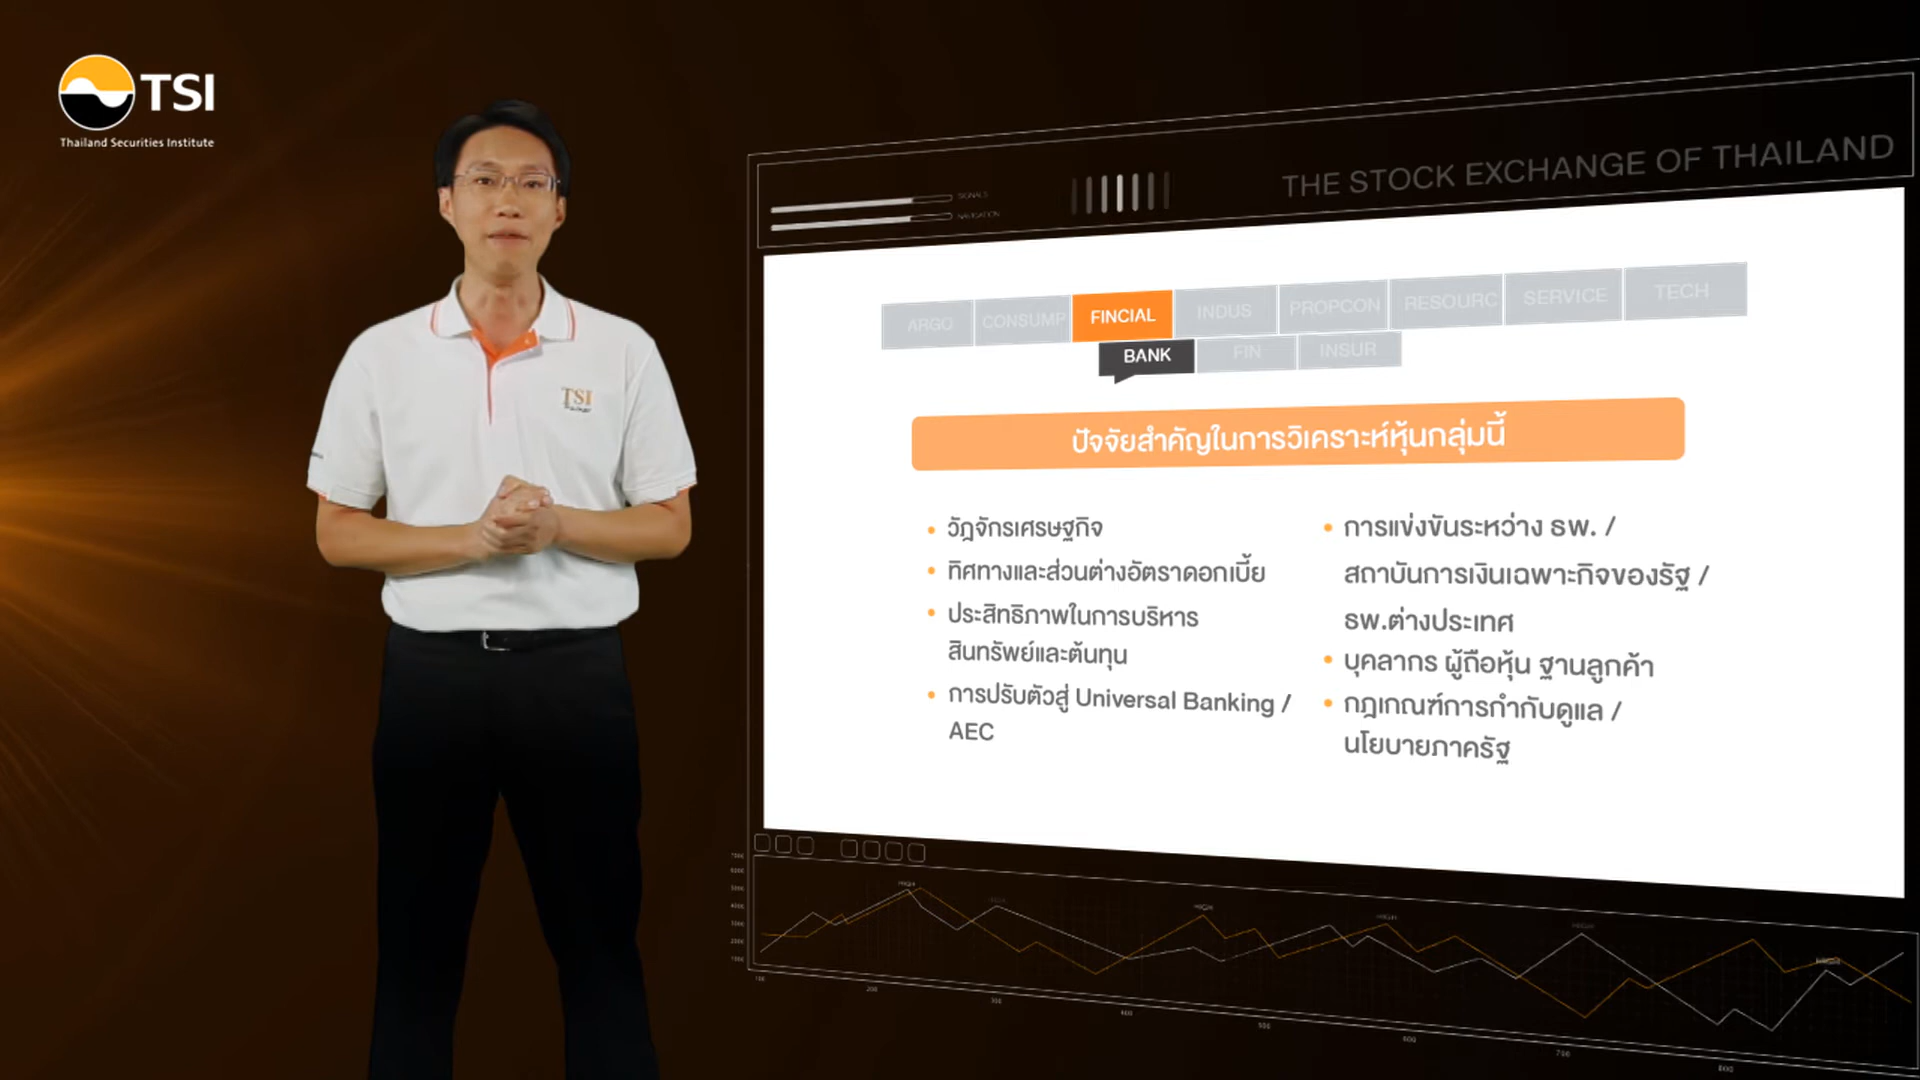 TSI
Thailand Securities Institute
THE STOCK EXCHANGE OF THAILAND
SIGNALS
NAVIGATION
ARGO CONSUMP FINCIAL INDUS PROPCON RESOURC SERVICE TECH
BANK FIN INSUR
ปัจจัยสำคัญในการวิเคราะห์หุ้นกลุ่มนี้
TSI
• วัฎจักรเศรษฐกิจ
• ทิศทางและส่วนต่างอัตราดอกเบี้ย
• ประสิทธิภาพในการบริหาร
สินทรัพย์และต้นทุน
• การปรับตัวสู่ Universal Banking /
AEC
• การแข่งขันระหว่าง ธพ. /
สถาบันการเงินเฉพาะกิจของรัฐ /
ธพ.ต่างประเทศ
• บุคลากร ผู้ถือหุ้น ฐานลูกค้า
• กฎเกณฑ์การกำกับดูแล /
นโยบายภาครัฐ